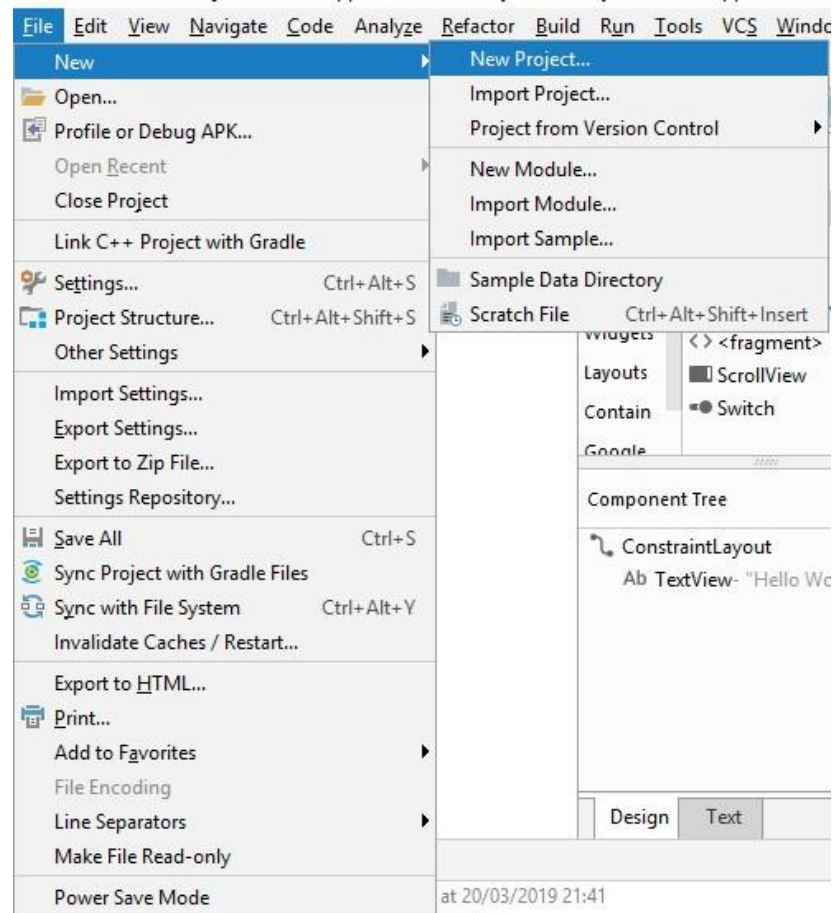 File Edit View Navigate Code Analyze Refactor Build Run Tools VCS
New
Open...
Profile or Debug APK...
Open Recent
Close Project
Link C++ Project with Gradle
Settings... Ctrl+Alt+S
Project Structure... Ctrl+Alt+Shift+S
Other Settings
Import Settings...
Export Settings...
Export to Zip File...
Settings Repository...
Save All Ctrl+S
Sync Project with Gradle Files
Sync with File System Ctrl+Alt+Y
Invalidate Caches / Restart...
Export to HTML...
Print...
Add to Favorites
File Encoding
Line Separators
Make File Read-only
Power Save Mode
New Project...
Import Project...
Project from Version Control
New Module...
Import Module...
Import Sample...
Sample Data Directory
Scratch File Ctrl+Alt+Shift+Insert
Widgets
Layouts
Contain
Google
<fragment>
ScrollView
Switch
Component Tree
ConstraintLayout
Ab TextView- "Hello
Design Text
at 20/03/2019 21:41